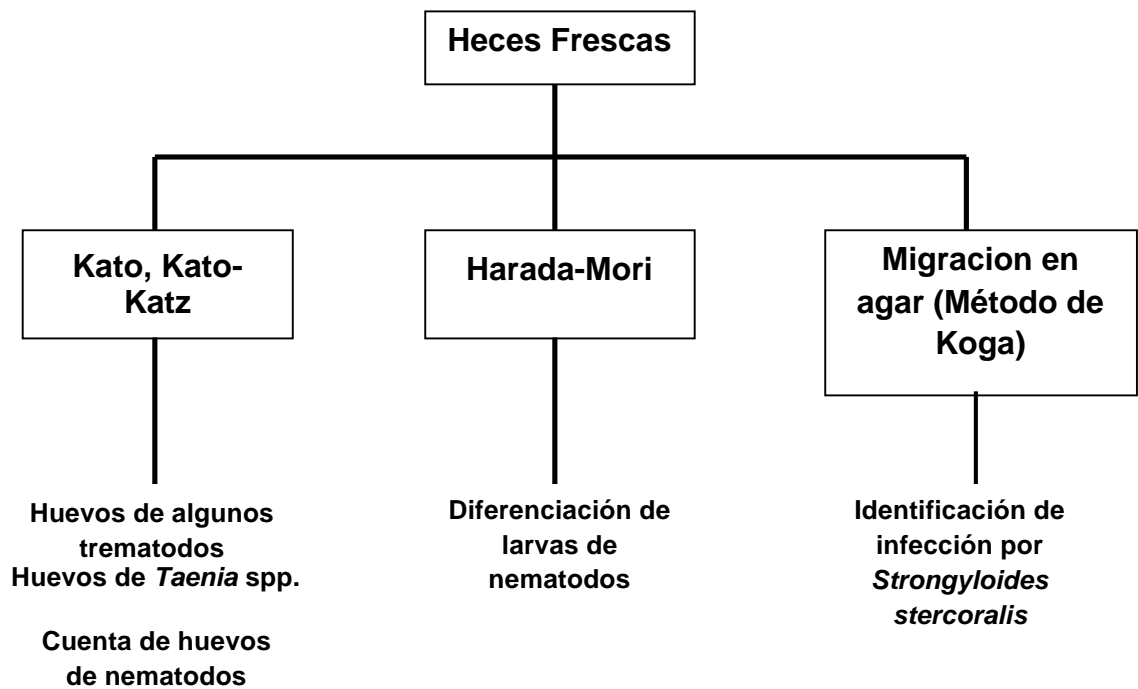 Heces Frescas
Kato, Kato-
Katz
Harada-Mori
Migracion en
agar (Método de
Koga)
Huevos de algunos
trematodos
Huevos de Taenia spp.
Cuenta de huevos
de nematodos
Diferenciación de
larvas de
nematodos
Identificación de
infección por
Strongyloides
stercoralis